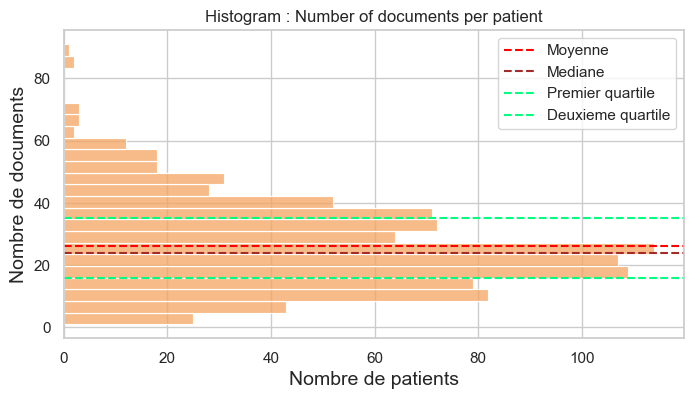 Histogram : Number of documents per patient
Moyenne
Mediane
Premier quartile
Deuxieme quartile
Nombre de documents
80
60
40
20
0
0 20 40 60 80 100
Nombre de patients